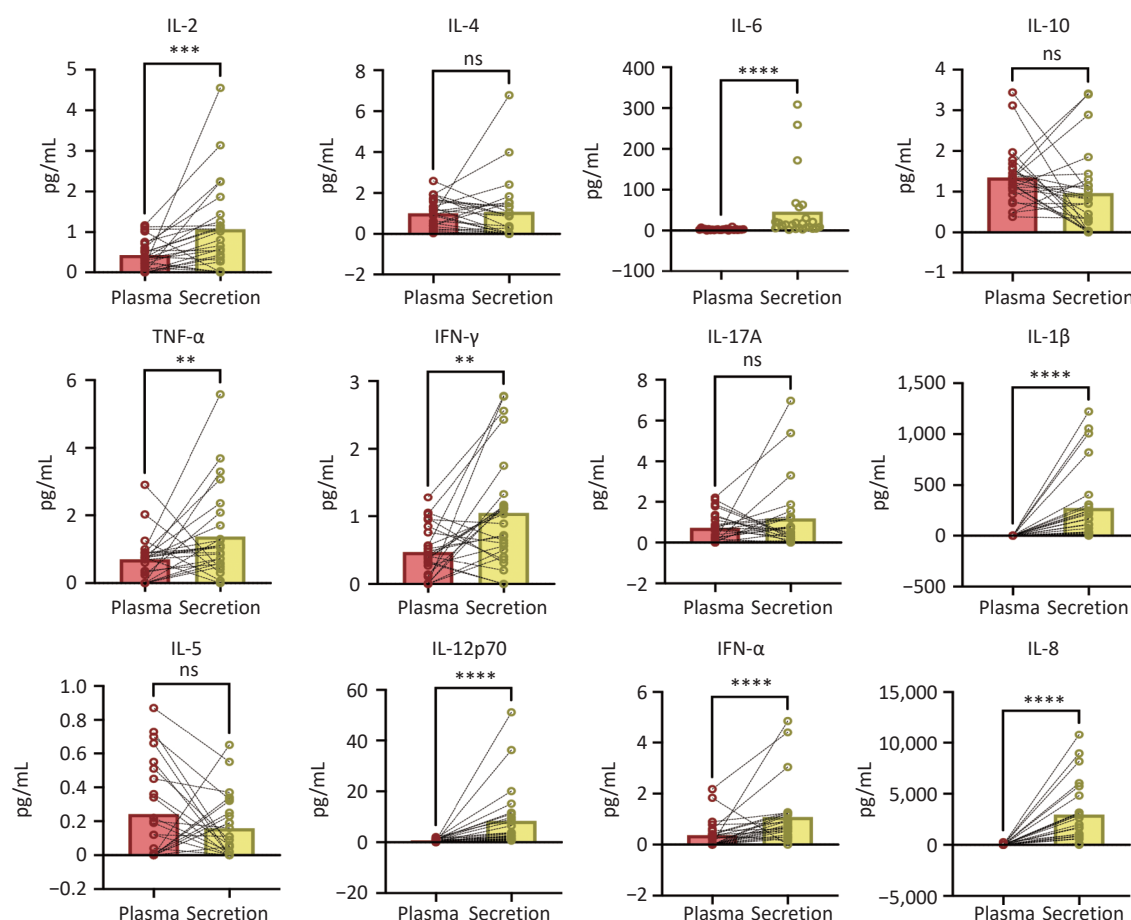 IL-2
***
5
4
3
2
1
0
pg/mL
Plasma Secretion
IL-4
ns
8
6
4
2
0
−2
pg/mL
Plasma Secretion
IL-6
****
400
300
200
100
0
−100
pg/mL
Plasma Secretion
IL-10
ns
4
3
2
1
0
−1
pg/mL
Plasma Secretion
TNF-α
**
6
4
2
0
pg/mL
Plasma Secretion
IFN-γ
**
3
2
1
0
pg/mL
Plasma Secretion
IL-17A
ns
8
6
4
2
0
−2
pg/mL
Plasma Secretion
IL-1β
****
1,500
1,000
500
0
−500
pg/mL
Plasma Secretion
IL-5
ns
1.0
0.8
0.6
0.4
0.2
0
−0.2
pg/mL
Plasma Secretion
IL-12p70
****
60
40
20
0
−20
pg/mL
Plasma Secretion
IFN-α
****
6
4
2
0
−2
pg/mL
Plasma Secretion
IL-8
****
15,000
10,000
5,000
0
−5,000
pg/mL
Plasma Secretion